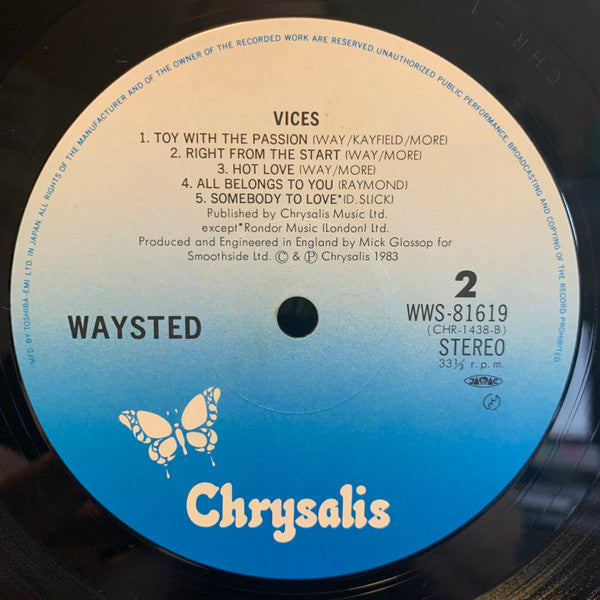 MFD. BY TOSHIBA-EMI LTD. IN JAPAN. ALL RIGHTS OF THE MANUFACTURER AND OF THE OWNER OF THE RECORDED WORK ARE RESERVED. UNAUTHORIZED PUBLIC PERFORMANCE, BROADCASTING AND COPYING OF THE RECORD PROHIBITED
VICES
1. TOY WITH THE PASSION (WAY/KAYFIELD/MORE)
2. RIGHT FROM THE START (WAY/MORE)
3. HOT LOVE (WAY/MORE)
4. ALL BELONGS TO YOU (RAYMOND)
5. SOMEBODY TO LOVE*(D. SLICK)
Published by Chrysalis Music Ltd.
except*Rondor Music (London) Ltd.
Produced and Engineered in England by Mick Glossop for
Smoothside Ltd. © & ℗ Chrysalis 1983
2
WAYSTED
WWS-81619
(CHR-1438-B)
STEREO
33⅓ r.p.m.
JASRAC
Chrysalis